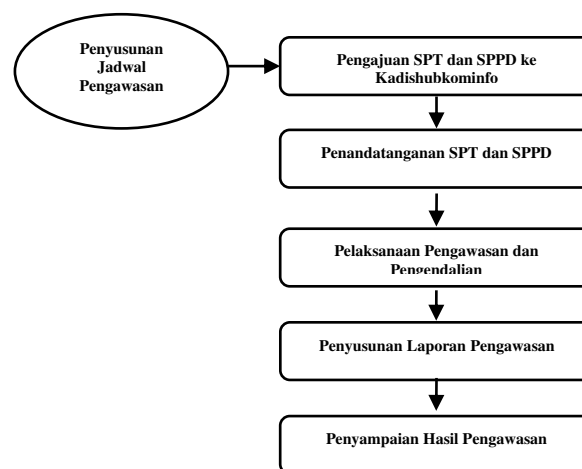 Penyusunan
Jadwal
Pengawasan
Pengajuan SPT dan SPPD ke
Kadishubkominfo
Penandatanganan SPT dan SPPD
Pelaksanaan Pengawasan dan
Pengendalian
Penyusunan Laporan Pengawasan
Penyampaian Hasil Pengawasan